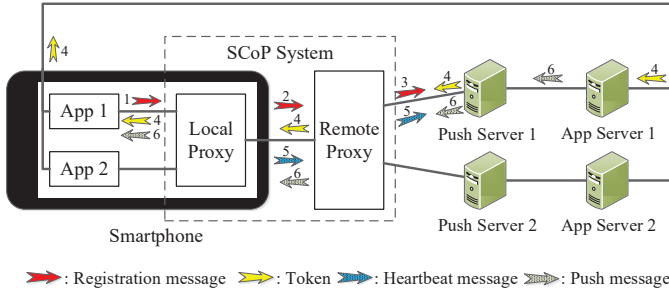 4
SCoP System
1
App 1
4
6
App 2
Local
Proxy
2
4
5
6
Remote
Proxy
3
4
6
5
Push Server 1
6
4
App Server 1
Push Server 2
App Server 2
Smartphone
: Registration message
: Token
: Heartbeat message
: Push message